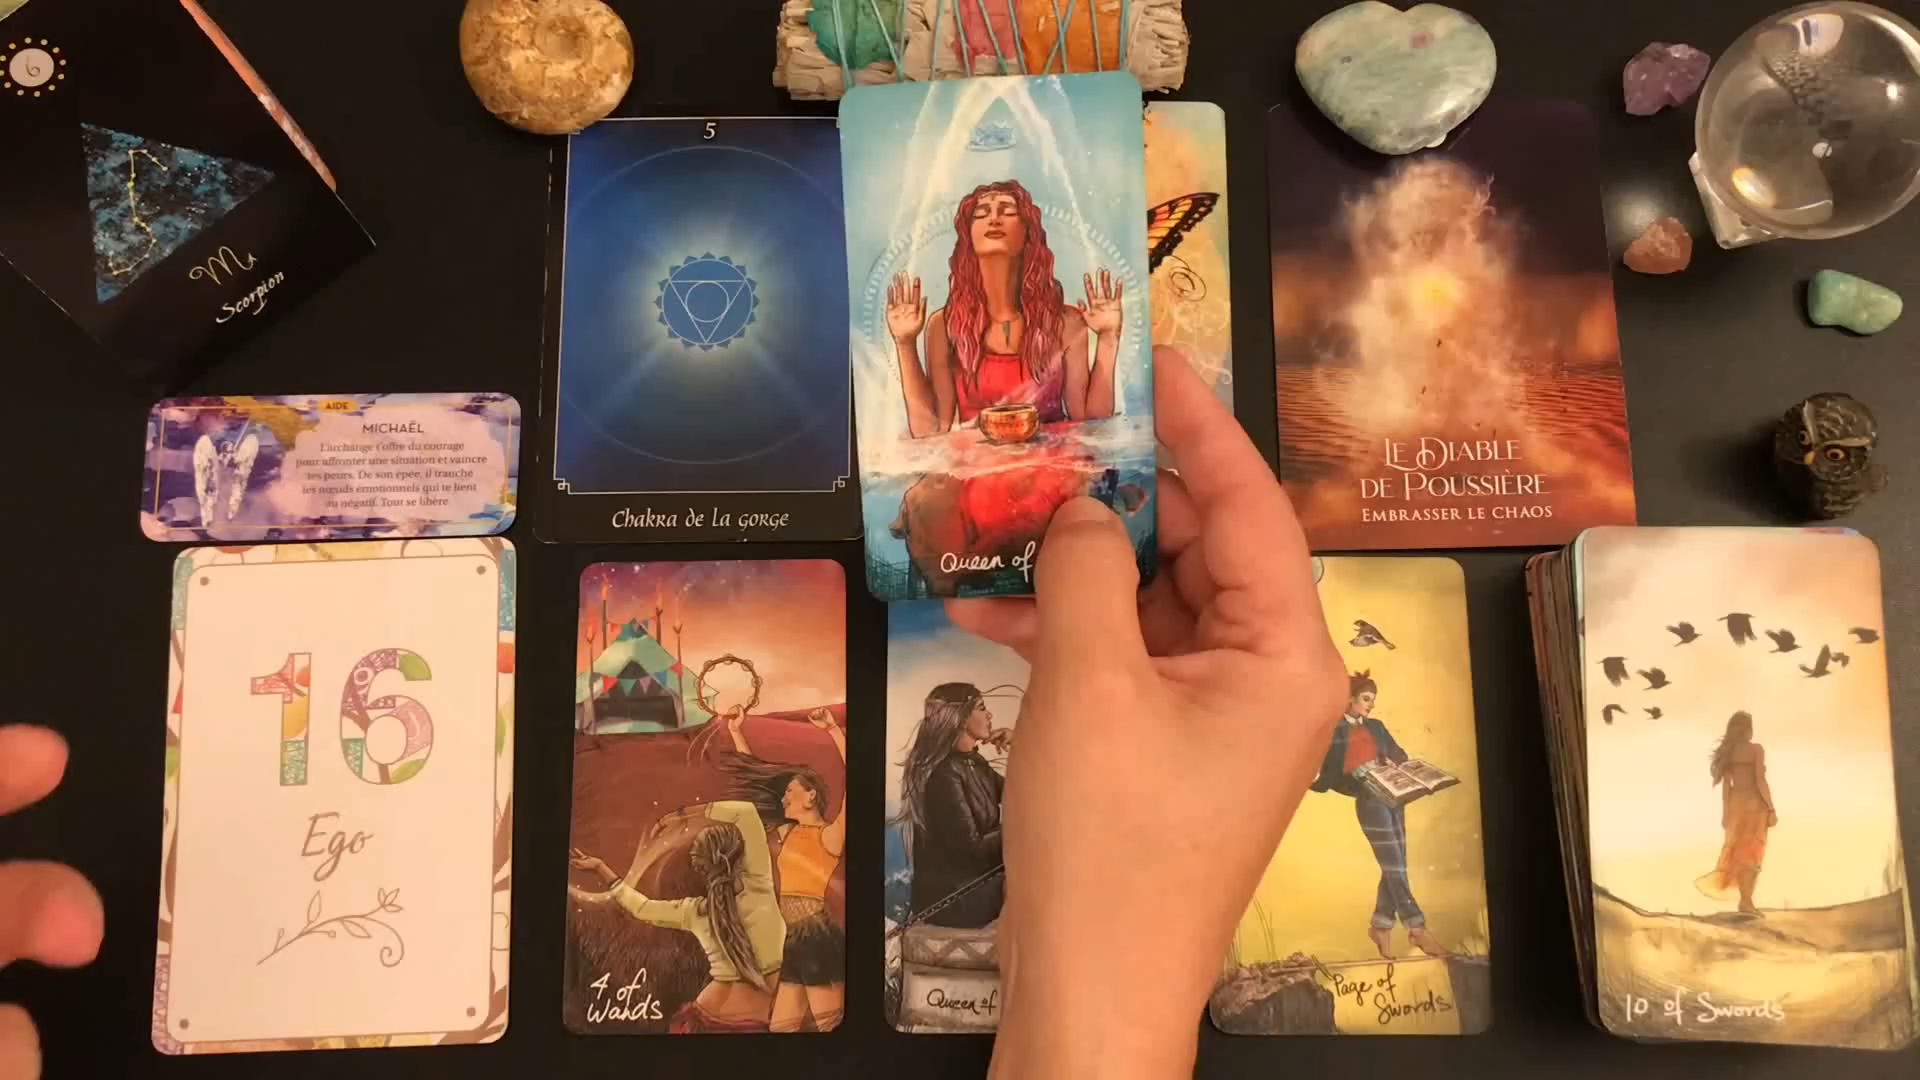 6
Scorpion
5
Chakra de la gorge
AIDE
MICHAËL
L'archange t'offre du courage
pour affronter une situation et vaincre
tes peurs. De son épée, il tranche
les nœuds émotionnels qui te lient
au négatif. Tout se libère.
Queen of
LE DIABLE
DE POUSSIÈRE
EMBRASSER LE CHAOS
16
Ego
4 of
Wands
Queen of
Page of
Swords
10 of Swords